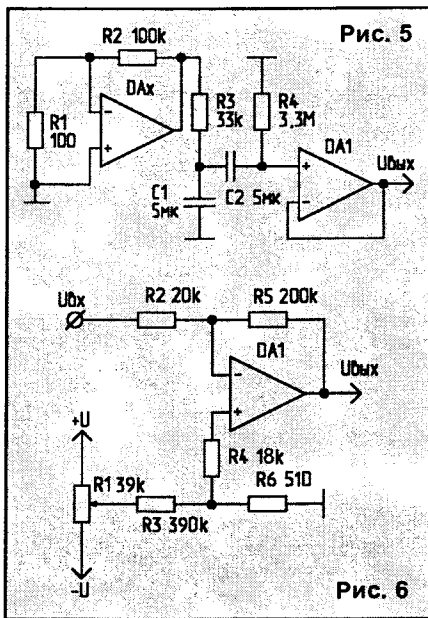 Рис. 5
R2 100k
DAx
R1
100
R3
33k
R4
3,3M
DA1
Uвых
C1
5мк
C2 5мк
Uвх
R2 20k
R5 200k
DA1
Uвых
+U
R4 18k
R1 39k
R6 510
R3 390k
-U
Рис. 6